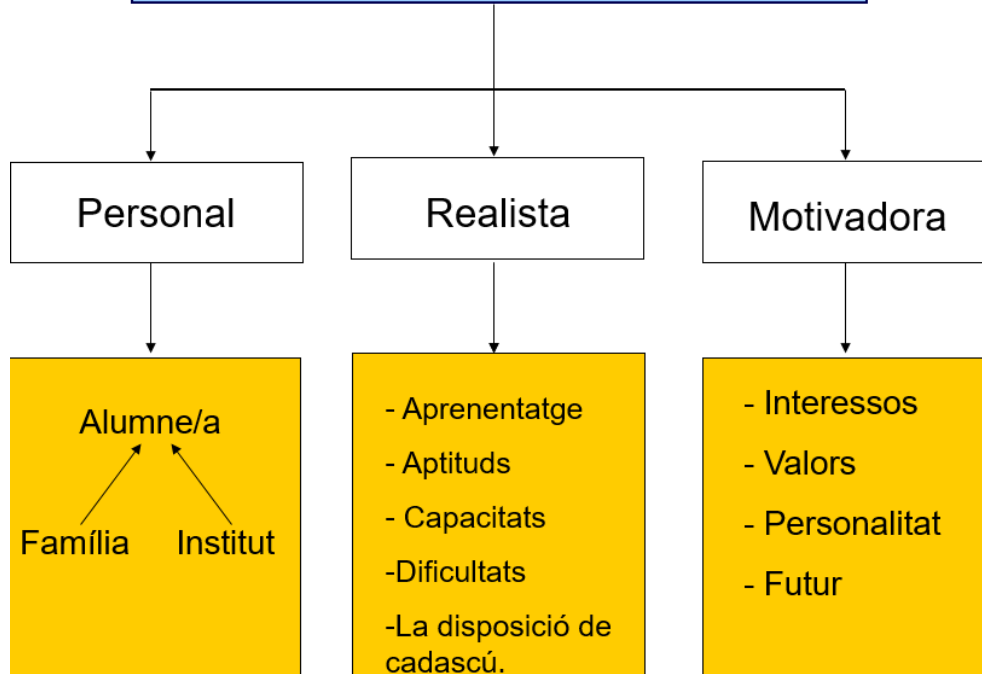 Personal
Realista
Motivadora
Alumne/a
Família Institut
- Aprenentatge
- Aptituds
- Capacitats
-Dificultats
-La disposició de
cadascú.
- Interessos
- Valors
- Personalitat
- Futur